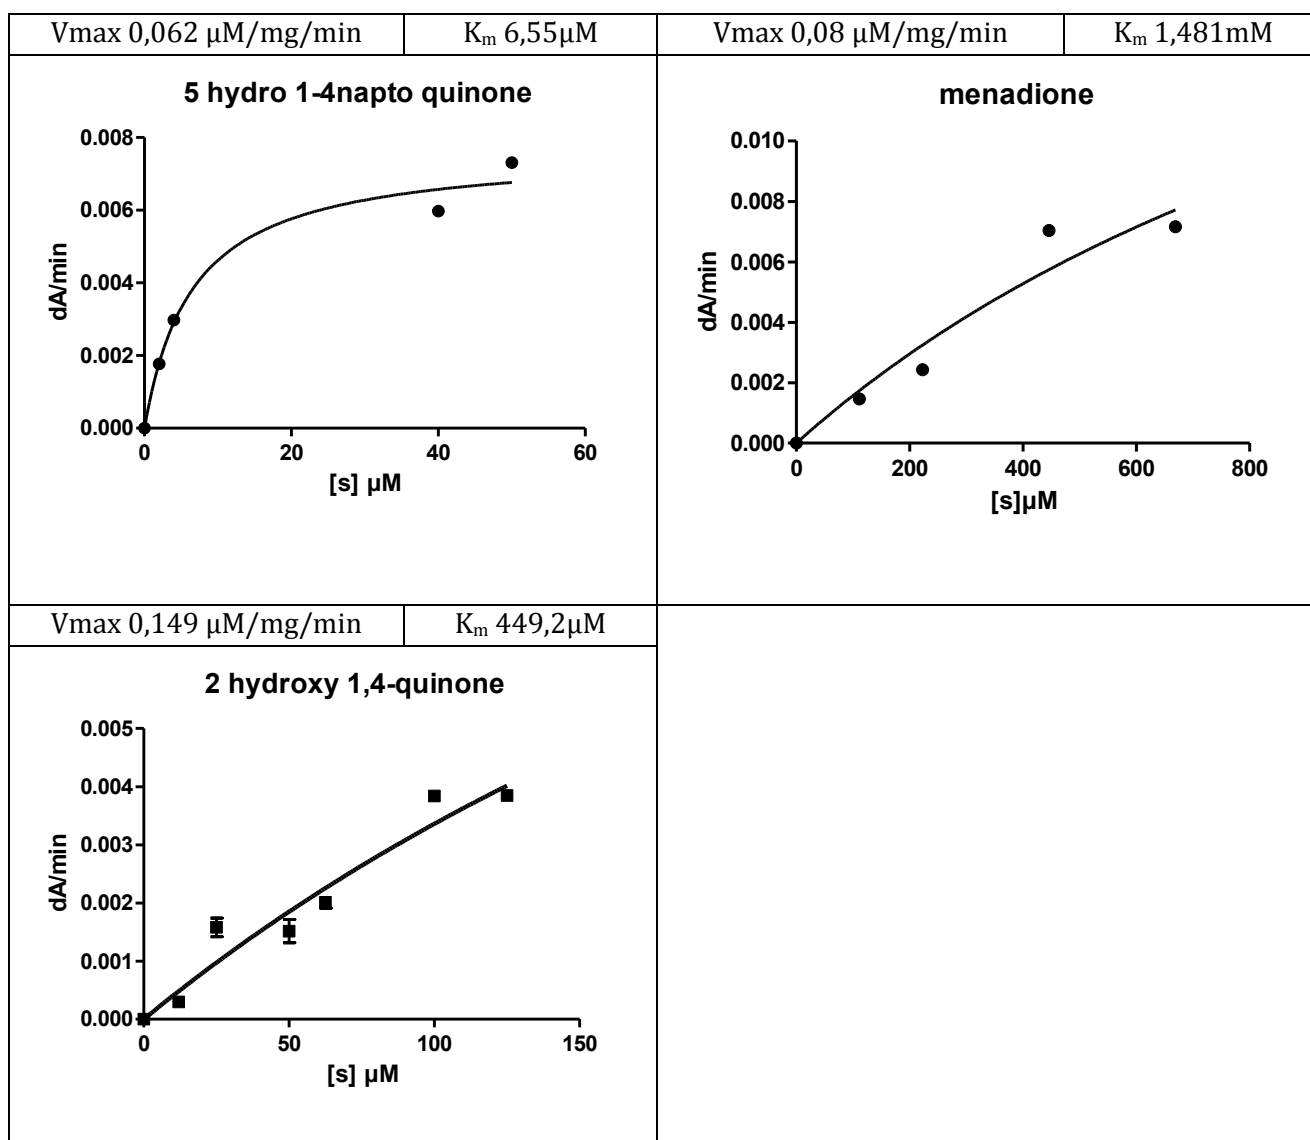 Vmax 0,062 µM/mg/min
Km 6,55µM
Vmax 0,08 µM/mg/min
Km 1,481mM
5 hydro 1-4napto quinone
0.008
0.006
0.004
0.002
0.000
dA/min
0 20 40 60
[s] µM
menadione
0.010
0.008
0.006
0.004
0.002
0.000
dA/min
0 200 400 600 800
[s]µM
Vmax 0,149 µM/mg/min
Km 449,2µM
2 hydroxy 1,4-quinone
0.005
0.004
0.003
0.002
0.001
0.000
dA/min
0 50 100 150
[s] µM